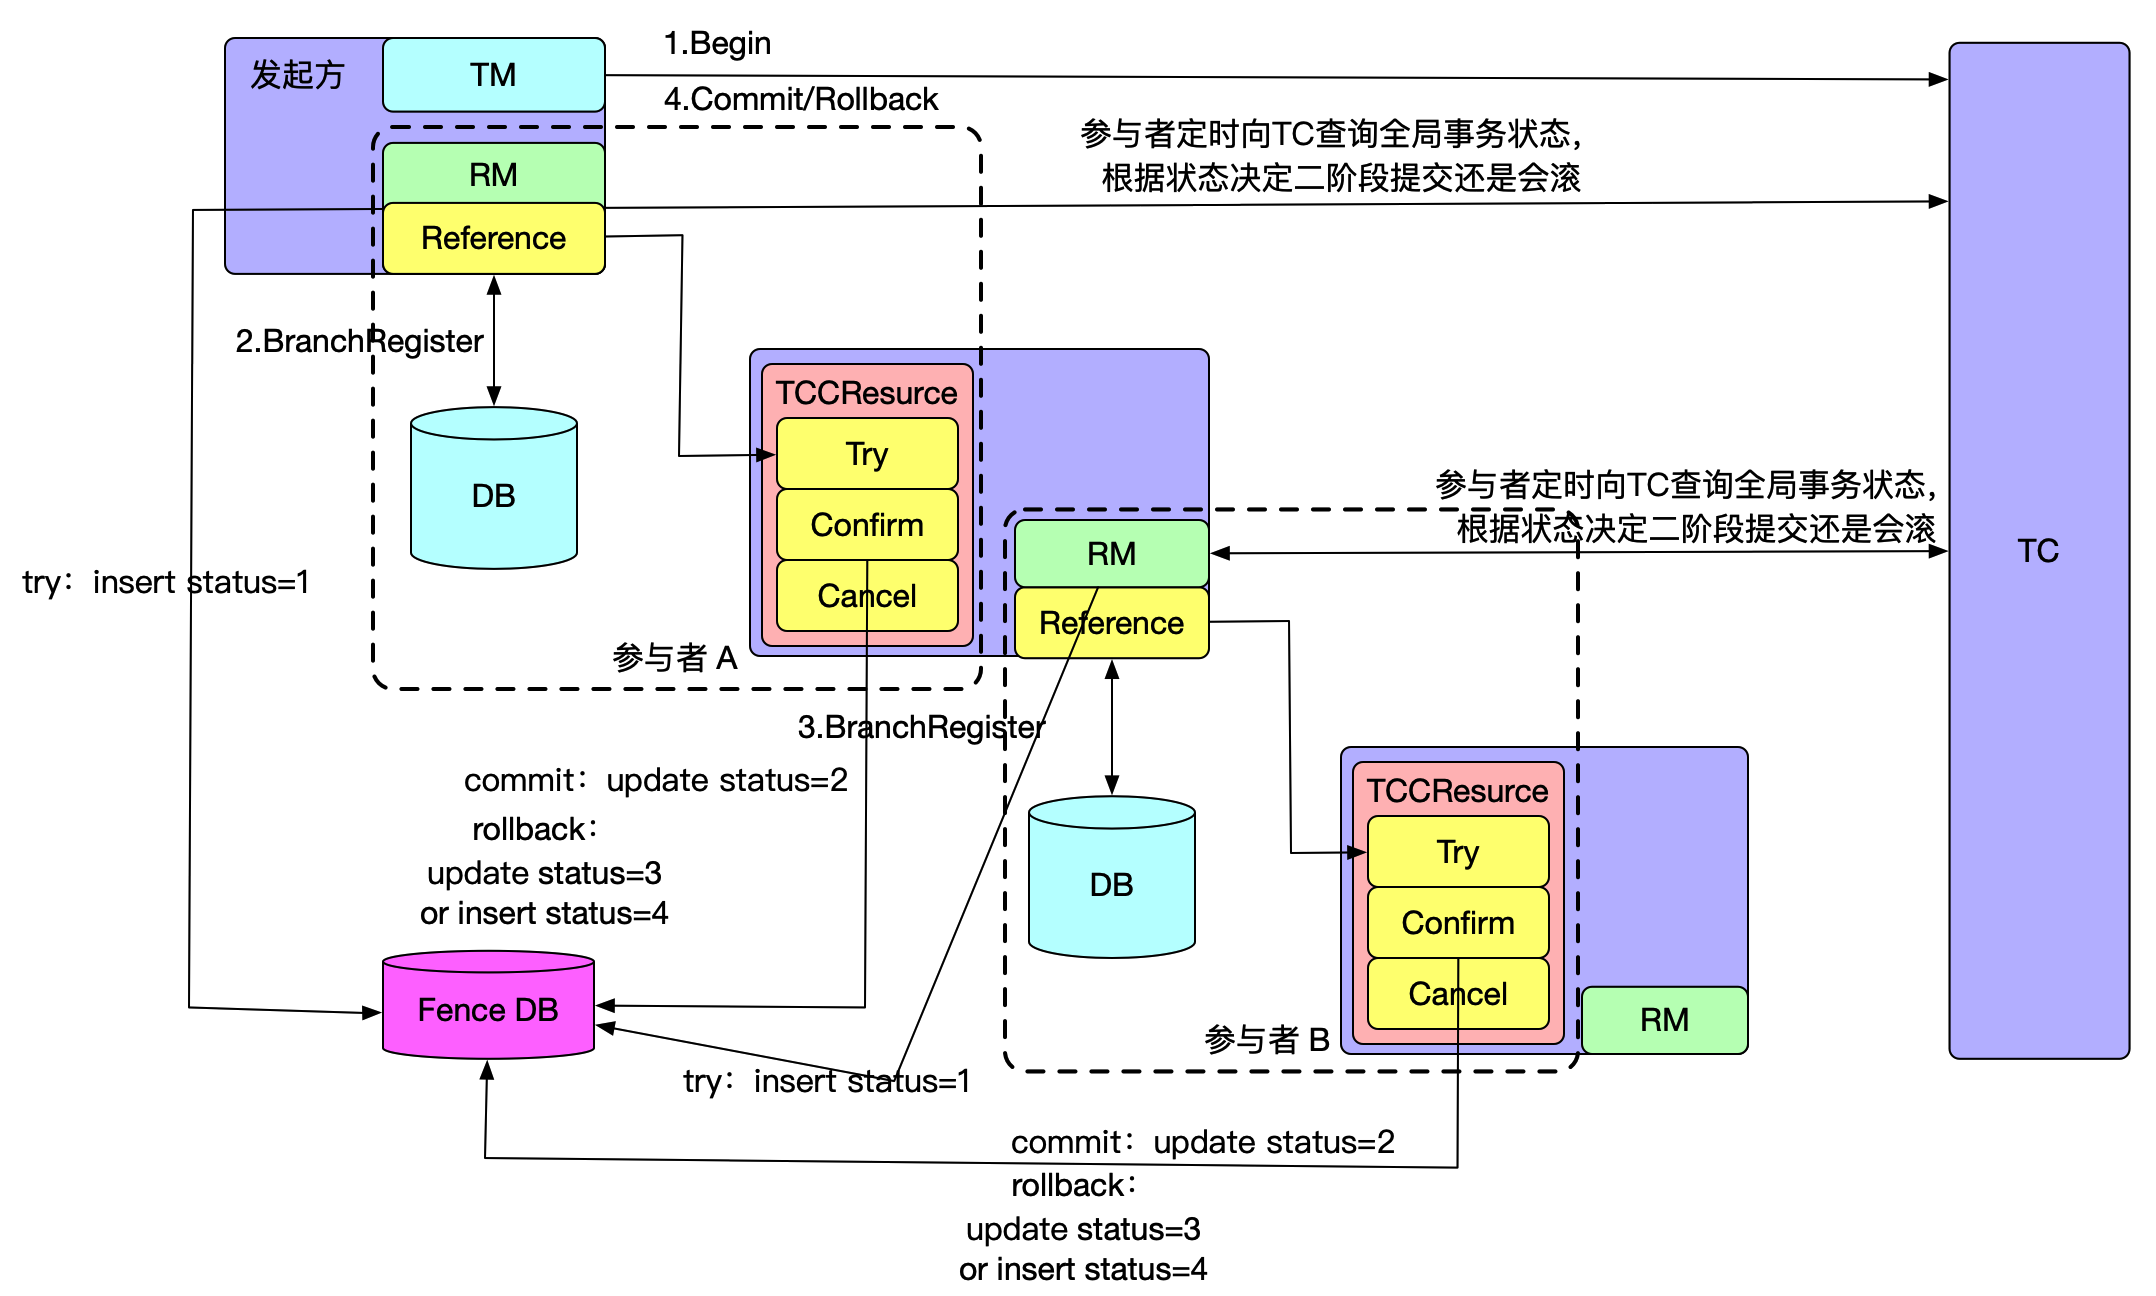 1.Begin
发起方
TM
4.Commit/Rollback
参与者定时向TC查询全局事务状态，
根据状态决定二阶段提交还是会滚
RM
Reference
2.BranchRegister
TCCResurce
Try
DB
Confirm
参与者定时向TC查询全局事务状态，
根据状态决定二阶段提交还是会滚
RM
TC
try：insert status=1
Cancel
Reference
参与者 A
3.BranchRegister
commit：update status=2
rollback：
update status=3
or insert status=4
TCCResurce
Try
DB
Confirm
Cancel
Fence DB
RM
参与者 B
try：insert status=1
commit：update status=2
rollback：
update status=3
or insert status=4